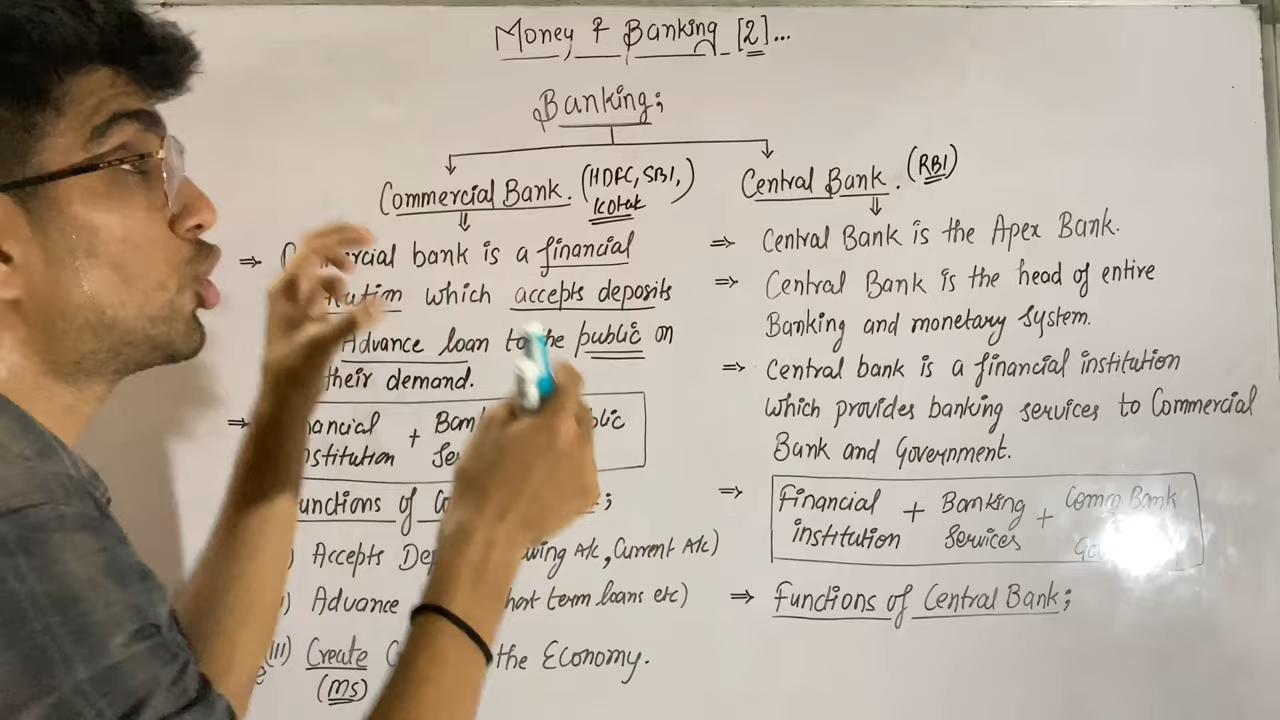 Money & Banking [2]...
Banking;
Commercial Bank. (HDFC, SBI,
Kotak
⇒ bank is a financial
which accepts deposits
Advance loan to the public on
their demand.
⇒ +
Functions of ;
Accepts , Current A/c)
Advance term loans etc)
(iii) Create the Economy.
(MS)
Central Bank. (RBI)
⇒ Central Bank is the Apex Bank.
⇒ Central Bank is the head of entire
Banking and monetary system.
⇒ Central bank is a financial institution
which provides banking services to Commercial
Bank and Government.
⇒ Financial + Banking + Comm Bank
institution Services
⇒ Functions of Central Bank;